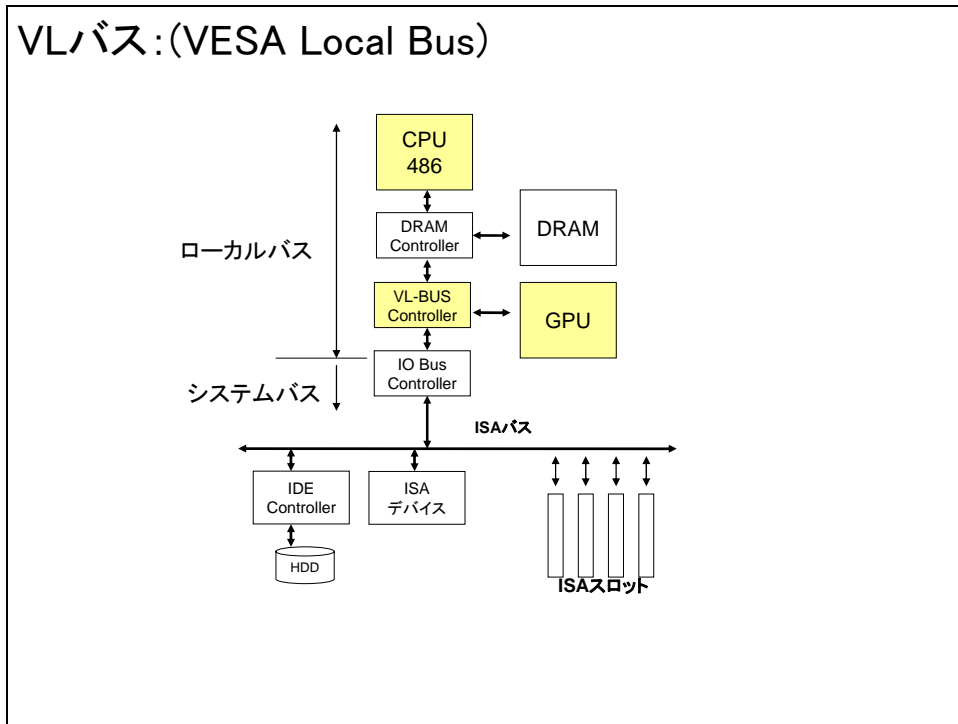 VLバス:(VESA Local Bus)
CPU
486
DRAM
Controller
DRAM
ローカルバス
VL-BUS
Controller
GPU
IO Bus
Controller
システムバス
ISAバス
IDE
Controller
ISA
デバイス
HDD
ISAスロット